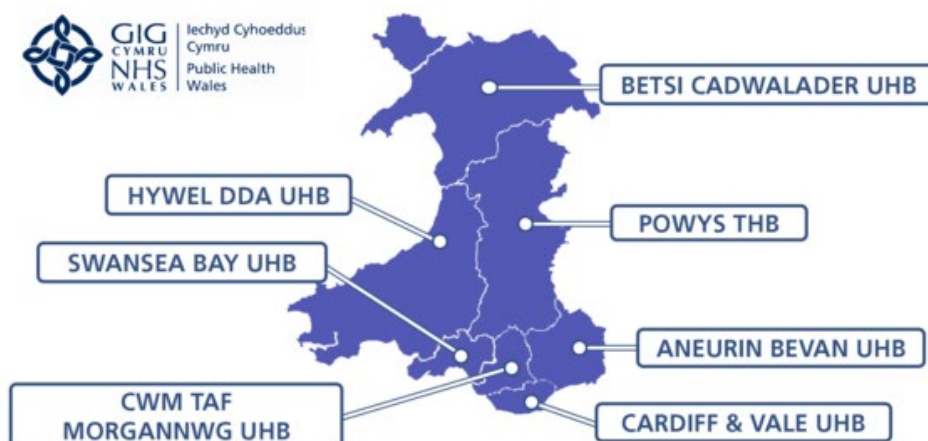 GIG
CYMRU
NHS
WALES
Iechyd Cyhoeddus
Cymru
Public Health
Wales
BETSI CADWALADER UHB
HYWEL DDA UHB
POWYS THB
SWANSEA BAY UHB
ANEURIN BEVAN UHB
CWM TAF
MORGANNWG UHB
CARDIFF & VALE UHB